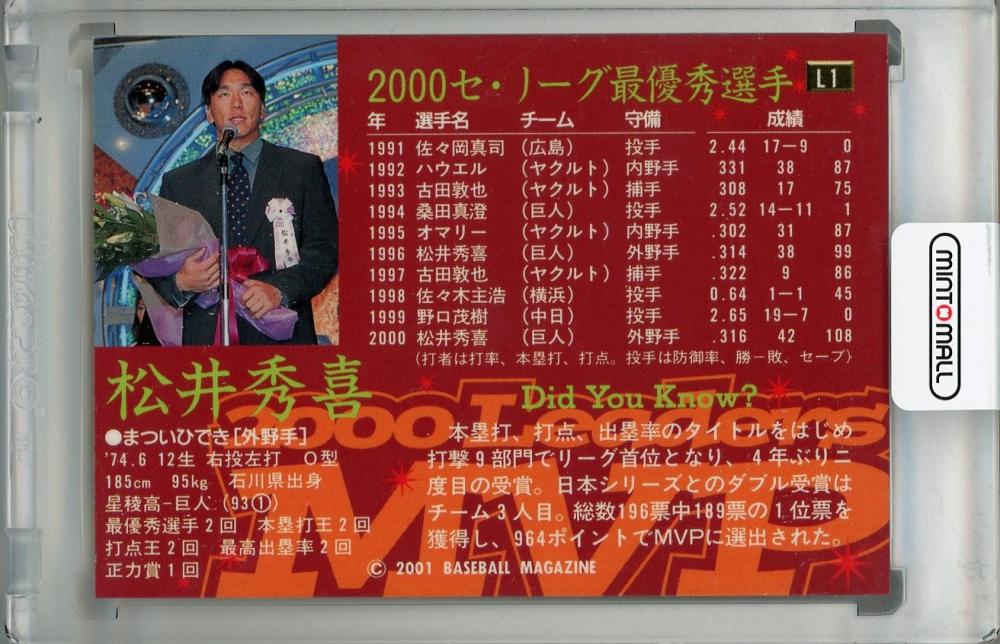 2000セ・リーグ最優秀選手
L1
年 選手名 チーム 守備 成績
1991 佐々岡真司 (広島) 投手 2.44 17-9 0
1992 ハウエル (ヤクルト) 内野手 .331 38 87
1993 古田敦也 (ヤクルト) 捕手 .308 17 75
1994 桑田真澄 (巨人) 投手 2.52 14-11 1
1995 オマリー (ヤクルト) 内野手 .302 31 87
1996 松井秀喜 (巨人) 外野手 .314 38 99
1997 古田敦也 (ヤクルト) 捕手 .322 9 86
1998 佐々木主浩 (横浜) 投手 0.64 1-1 45
1999 野口茂樹 (中日) 投手 2.65 19-7 0
2000 松井秀喜 (巨人) 外野手 .316 42 108
(打者は打率、本塁打、打点。投手は防御率、勝-敗、セーブ)
松井秀喜
松井秀喜
●まついひでき[外野手]
'74.6 12生 右投左打 O型
185cm 95kg 石川県出身
星稜高-巨人(93①)
最優秀選手2回 本塁打王2回
打点王2回 最高出塁率2回
正力賞1回
Did You Know?
2000 Leaders
MVP
本塁打、打点、出塁率のタイトルをはじめ
打撃9部門でリーグ首位となり、4年ぶり二
度目の受賞。日本シリーズとのダブル受賞は
チーム3人目。総数196票中189票の1位票を
獲得し、964ポイントでMVPに選出された。
© 2001 BASEBALL MAGAZINE
MINT MALL